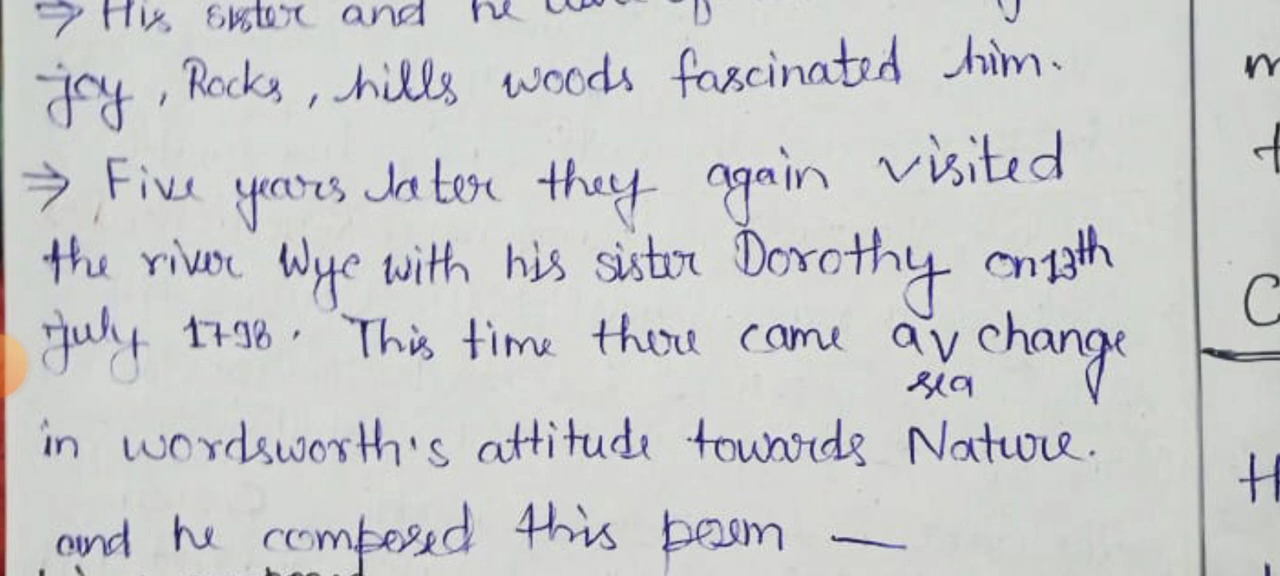 ⇒ His sister and he
joy, Rocks, hills woods fascinated him.
⇒ Five years later they again visited
the river Wye with his sister Dorothy on 13th
July 1798. This time there came a sea change
in wordsworth's attitude towards Nature.
and he composed this poem —